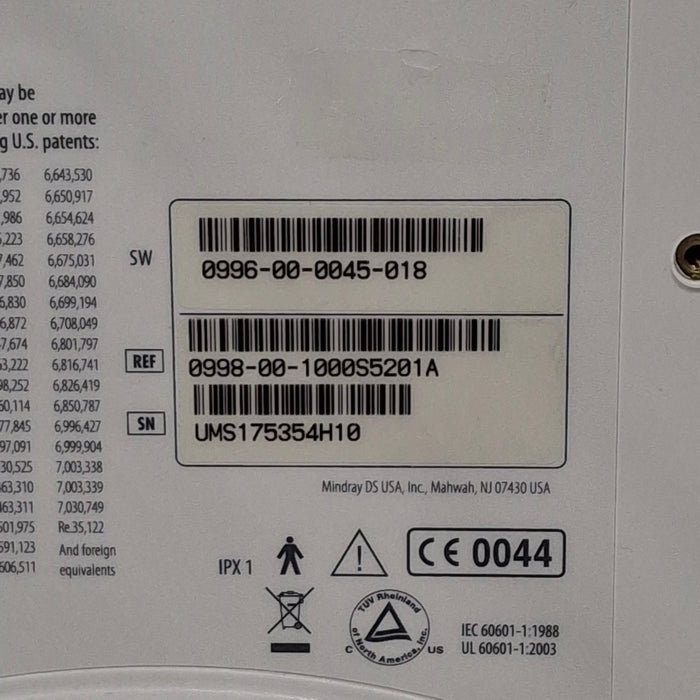 ay be
er one or more
g U.S. patents:
,736 6,643,530
,952 6,650,917
,986 6,654,624
,223 6,658,276
,462 6,675,031
,850 6,684,090
6,830 6,699,194
6,872 6,708,049
7,674 6,801,797
3,222 6,816,741
98,252 6,826,419
60,114 6,850,787
77,845 6,996,427
97,091 6,999,904
30,525 7,003,338
63,310 7,003,339
463,311 7,030,749
501,975 Re.35,122
591,123 And foreign
606,511 equivalents
SW
0996-00-0045-018
REF
0998-00-1000S5201A
SN
UMS175354H10
Mindray DS USA, Inc., Mahwah, NJ 07430 USA
IPX 1
CE 0044
TUV Rheinland
of North America, Inc.
C US
IEC 60601-1:1988
UL 60601-1:2003